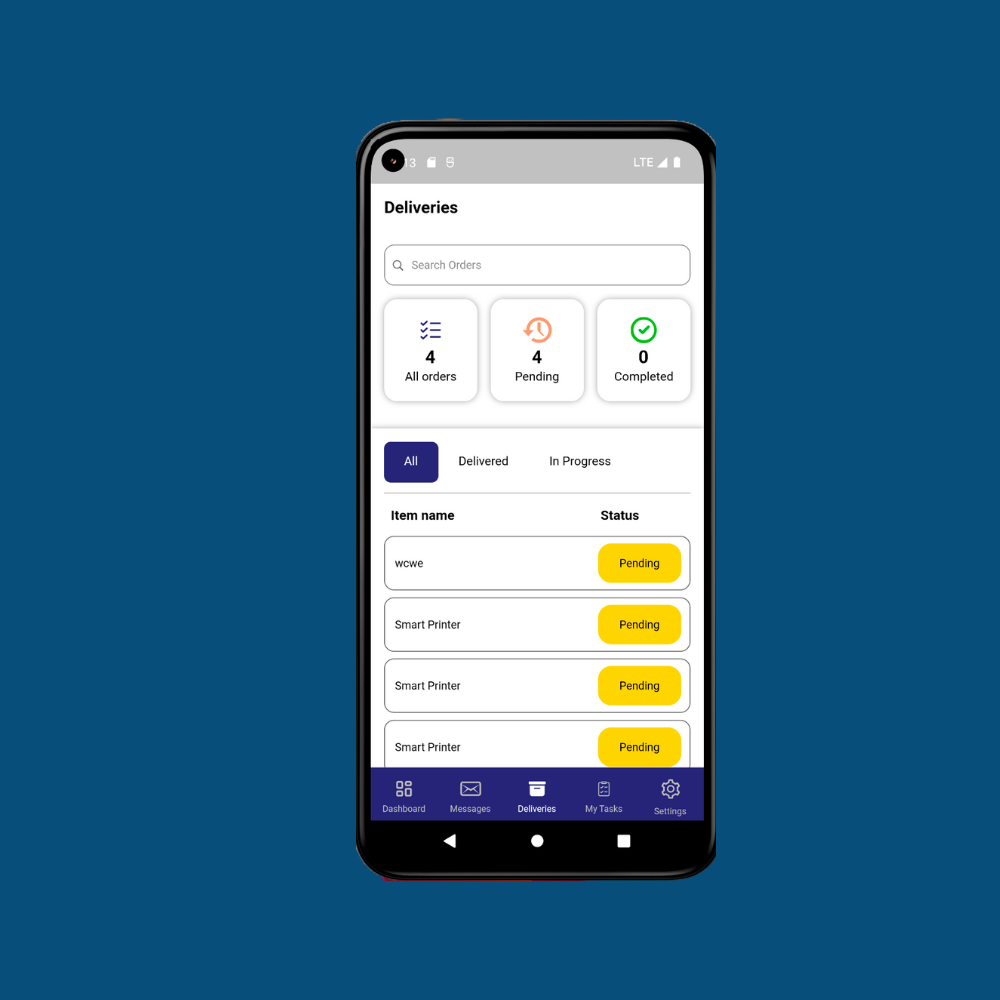 13 LTE
Deliveries
Search Orders
4 4 0
All orders Pending Completed
All Delivered In Progress
Item name Status
wcwe Pending
Smart Printer Pending
Smart Printer Pending
Smart Printer Pending
Dashboard Messages Deliveries My Tasks Settings